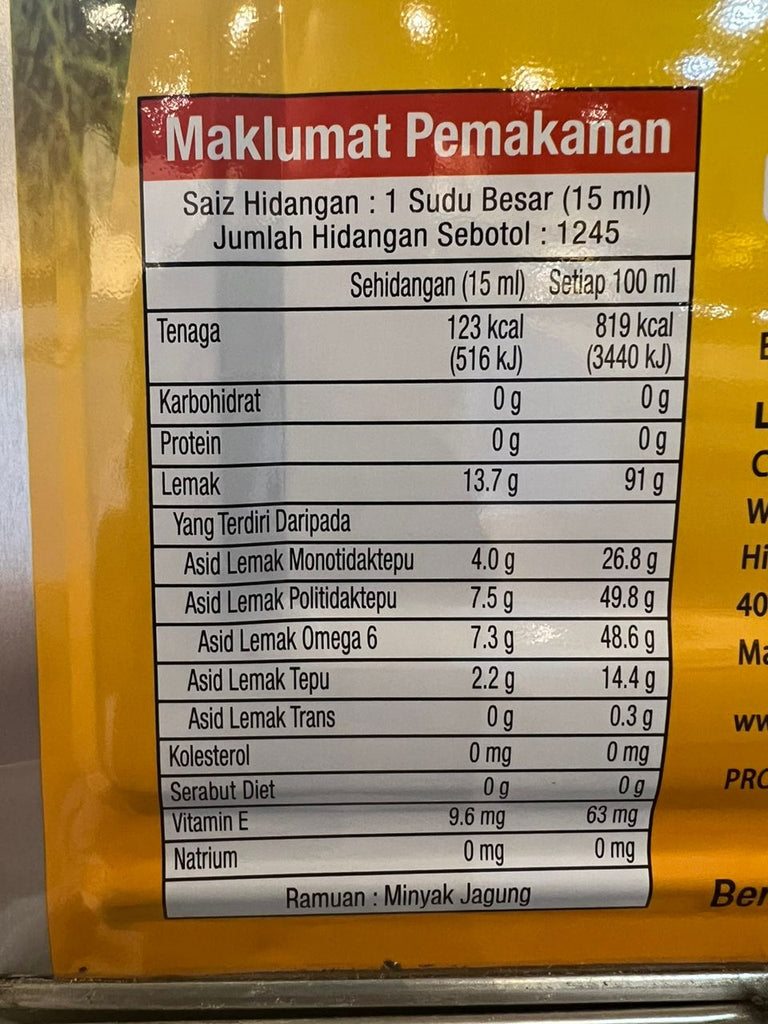 Maklumat Pemakanan
Saiz Hidangan : 1 Sudu Besar (15 ml)
Jumlah Hidangan Sebotol : 1245
Sehidangan (15 ml) Setiap 100 ml
Tenaga 123 kcal 819 kcal
(516 kJ) (3440 kJ)
Karbohidrat 0 g 0 g
Protein 0 g 0 g
Lemak 13.7 g 91 g
Yang Terdiri Daripada
Asid Lemak Monotidaktepu 4.0 g 26.8 g
Asid Lemak Politidaktepu 7.5 g 49.8 g
Asid Lemak Omega 6 7.3 g 48.6 g
Asid Lemak Tepu 2.2 g 14.4 g
Asid Lemak Trans 0 g 0.3 g
Kolesterol 0 mg 0 mg
Serabut Diet 0 g 0 g
Vitamin E 9.6 mg 63 mg
Natrium 0 mg 0 mg
Ramuan : Minyak Jagung